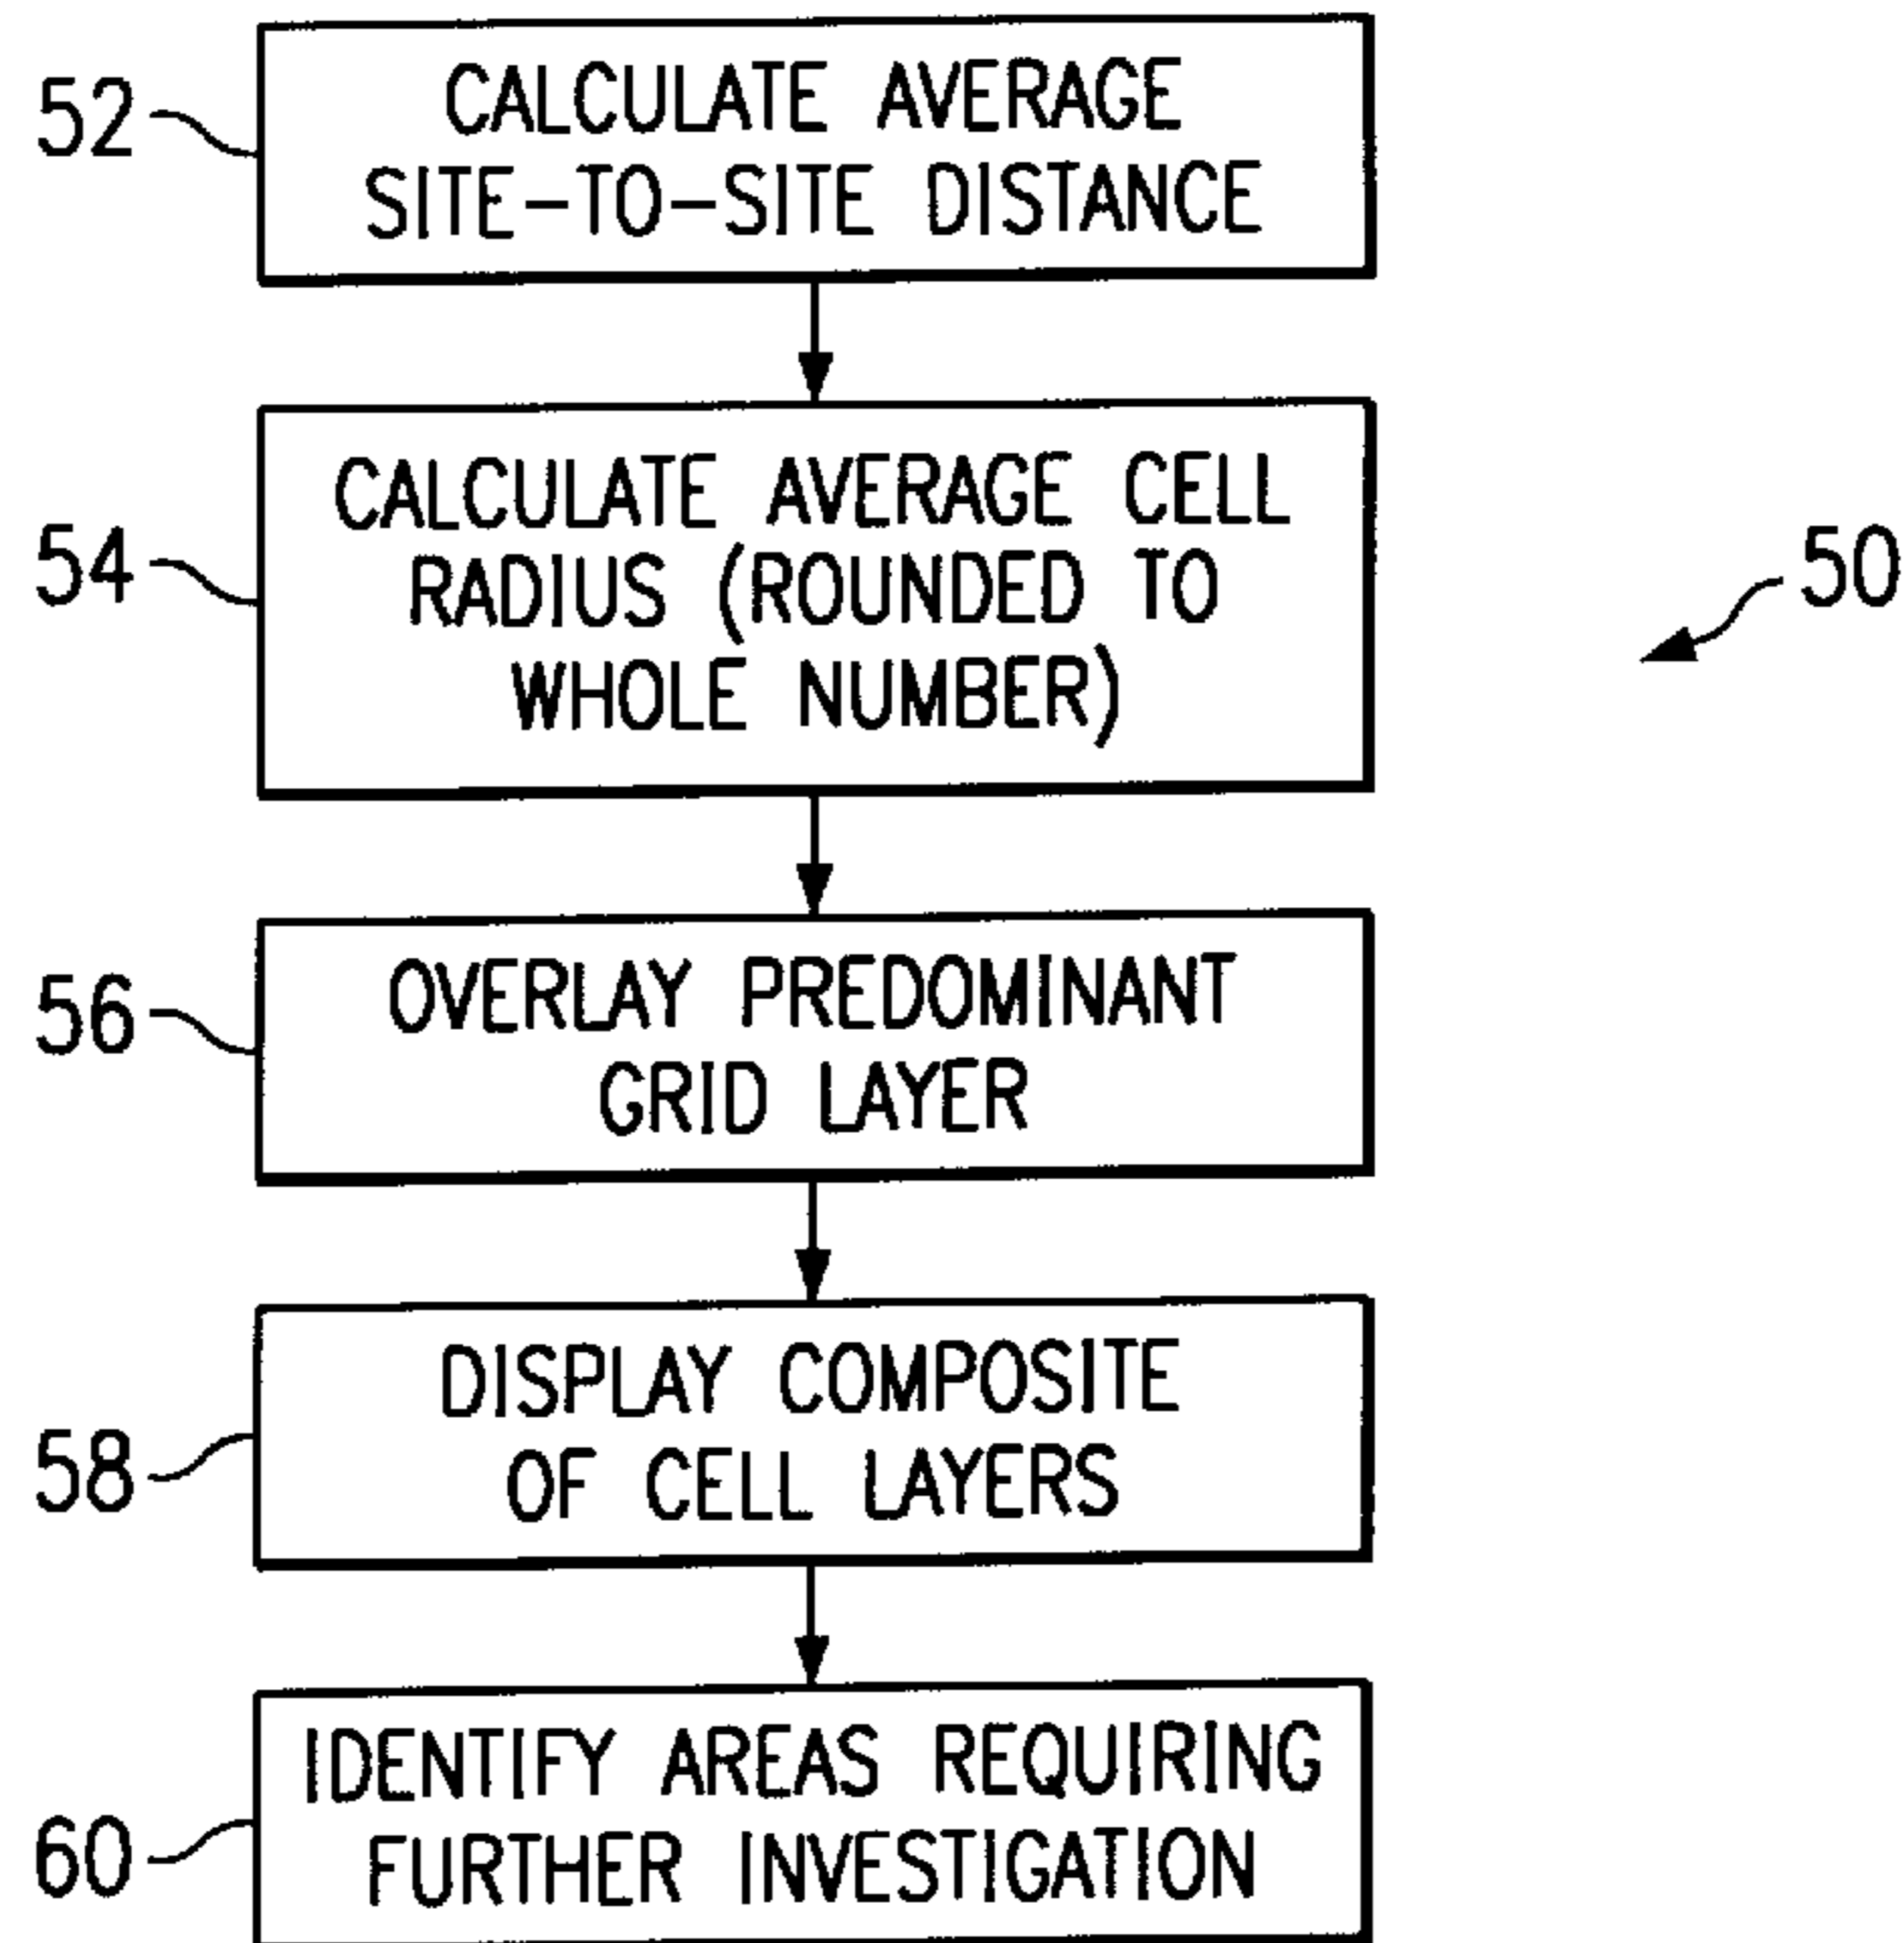 52
CALCULATE AVERAGE
SITE-TO-SITE DISTANCE
54
CALCULATE AVERAGE CELL
RADIUS (ROUNDED TO
WHOLE NUMBER)
50
56
OVERLAY PREDOMINANT
GRID LAYER
58
DISPLAY COMPOSITE
OF CELL LAYERS
60
IDENTIFY AREAS REQUIRING
FURTHER INVESTIGATION